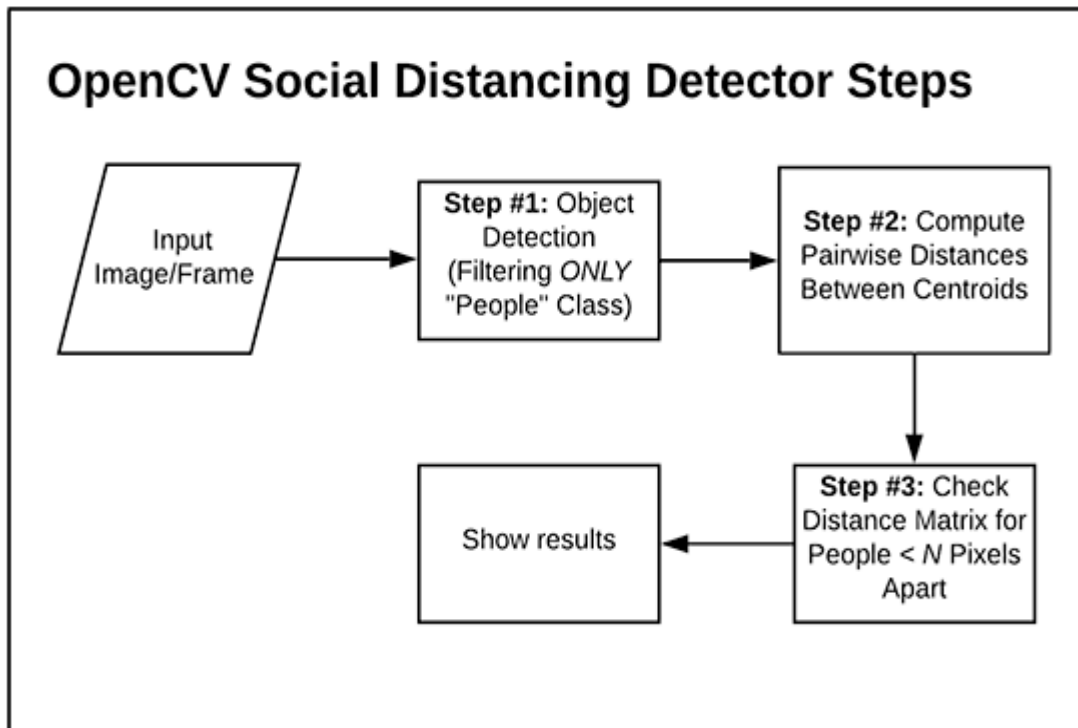 OpenCV Social Distancing Detector Steps
Input
Image/Frame
Step #1: Object
Detection
(Filtering ONLY
"People" Class)
Step #2: Compute
Pairwise Distances
Between Centroids
Step #3: Check
Distance Matrix for
People < N Pixels
Apart
Show results